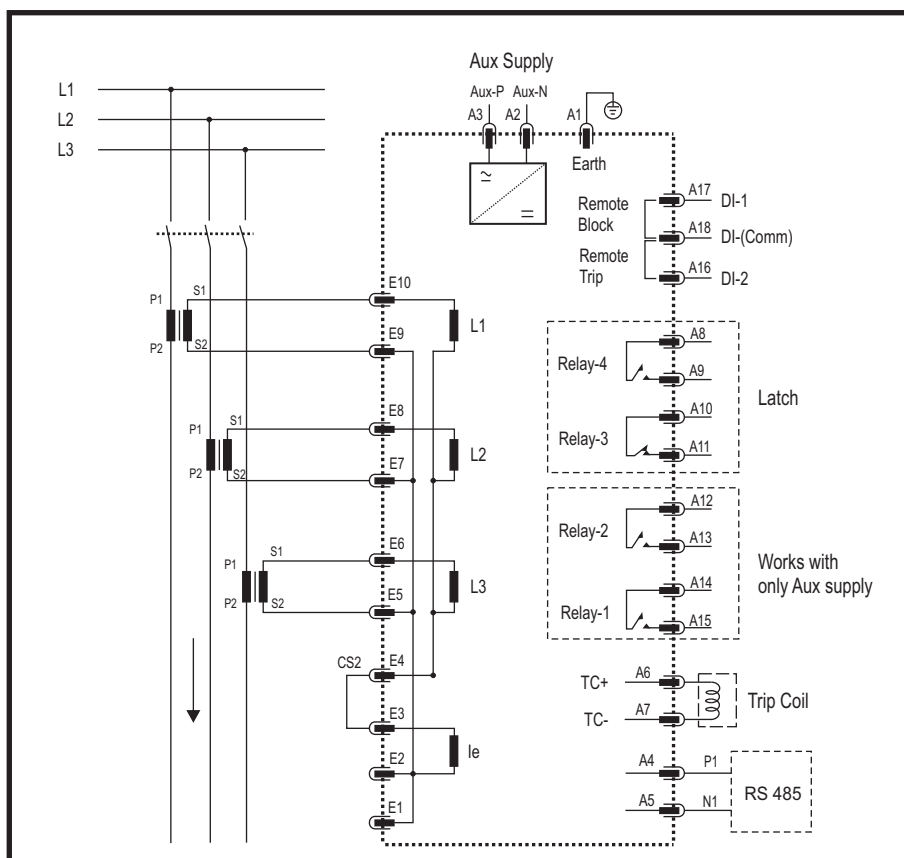 Aux Supply
Aux-P Aux-N
A3 A2 A1
Earth
L1
L2
L3
Remote
Block
Remote
Trip
A17 DI-1
A18 DI-(Comm)
A16 DI-2
P1 S1
P2 S2
E10
E9
L1
P1 S1
P2 S2
E8
E7
L2
P1 S1
P2 S2
E6
E5
L3
CS2
E4
E3
E2
E1
Ie
Relay-4
A8
A9
Relay-3
A10
A11
Latch
Relay-2
A12
A13
Relay-1
A14
A15
Works with
only Aux supply
TC+ A6
TC- A7
Trip Coil
A4 P1
A5 N1
RS 485